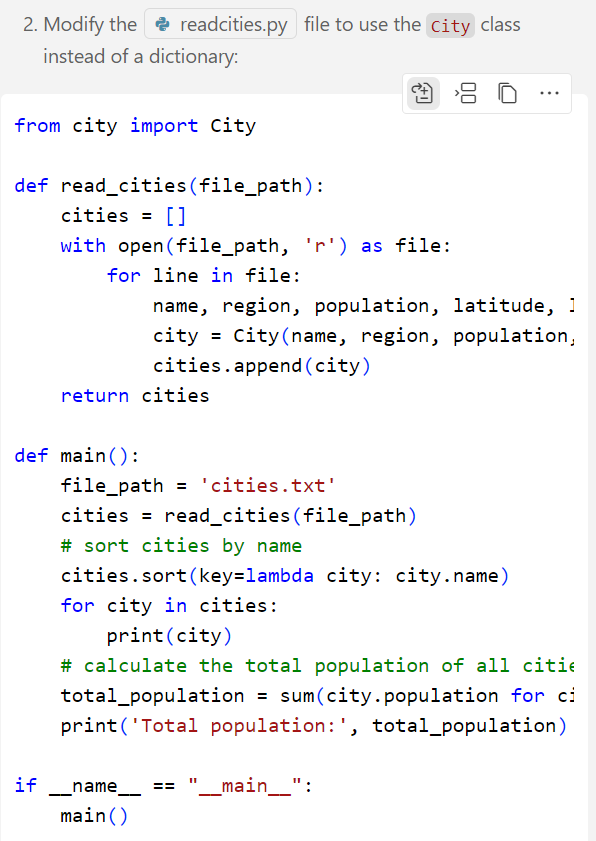 2. Modify the readcities.py file to use the City class
instead of a dictionary:
from city import City
def read_cities(file_path):
    cities = []
    with open(file_path, 'r') as file:
        for line in file:
            name, region, population, latitude,
            city = City(name, region, population,
            cities.append(city)
    return cities
def main():
    file_path = 'cities.txt'
    cities = read_cities(file_path)
    # sort cities by name
    cities.sort(key=lambda city: city.name)
    for city in cities:
        print(city)
    # calculate the total population of all citie
    total_population = sum(city.population for ci
    print('Total population:', total_population)
if __name__ == "__main__":
    main()